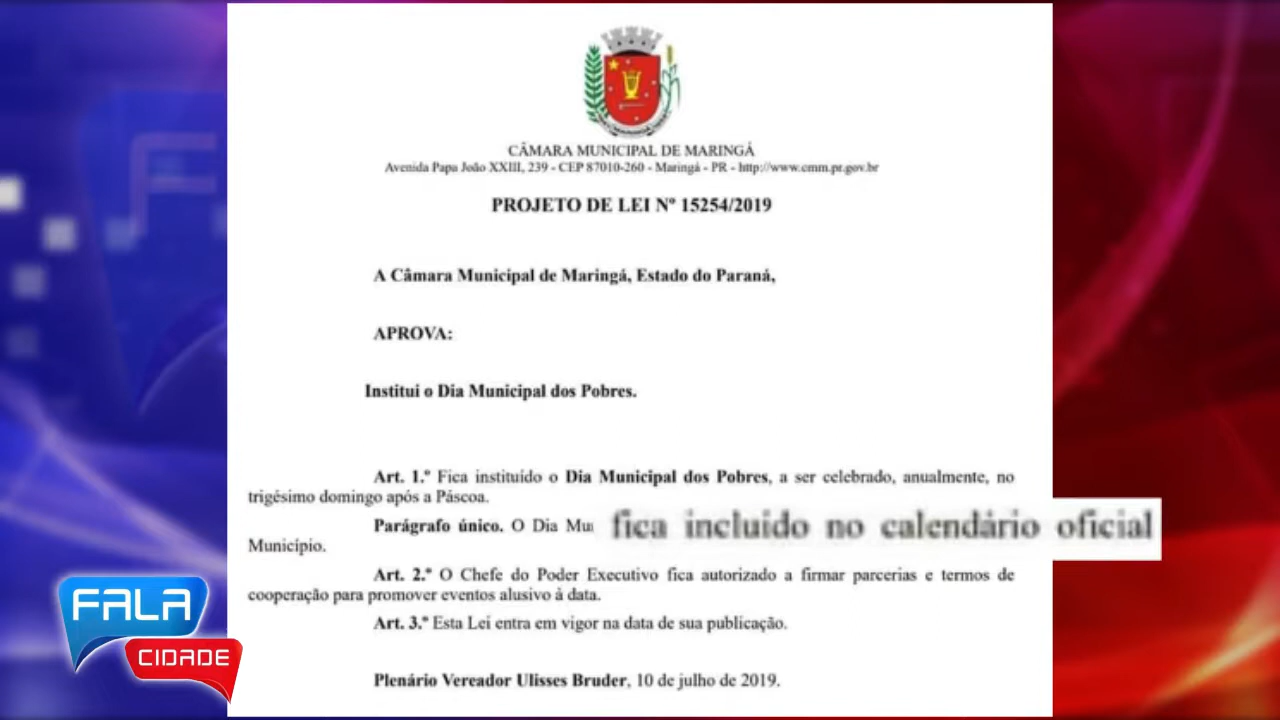 CÂMARA MUNICIPAL DE MARINGÁ
Avenida Papa João XXIII, 239 - CEP 87010-260 - Maringá - PR - http://www.cmm.pr.gov.br
PROJETO DE LEI Nº 15254/2019
A Câmara Municipal de Maringá, Estado do Paraná,
APROVA:
Institui o Dia Municipal dos Pobres.
Art. 1.º Fica instituído o Dia Municipal dos Pobres, a ser celebrado, anualmente, no
trigésimo domingo após a Páscoa.
Parágrafo único. O Dia Mu fica incluido no calendário oficial
Município.
Art. 2.º O Chefe do Poder Executivo fica autorizado a firmar parcerias e termos de
cooperação para promover eventos alusivo à data.
Art. 3.º Esta Lei entra em vigor na data de sua publicação.
Plenário Vereador Ulisses Bruder, 10 de julho de 2019.
FALA
CIDADE